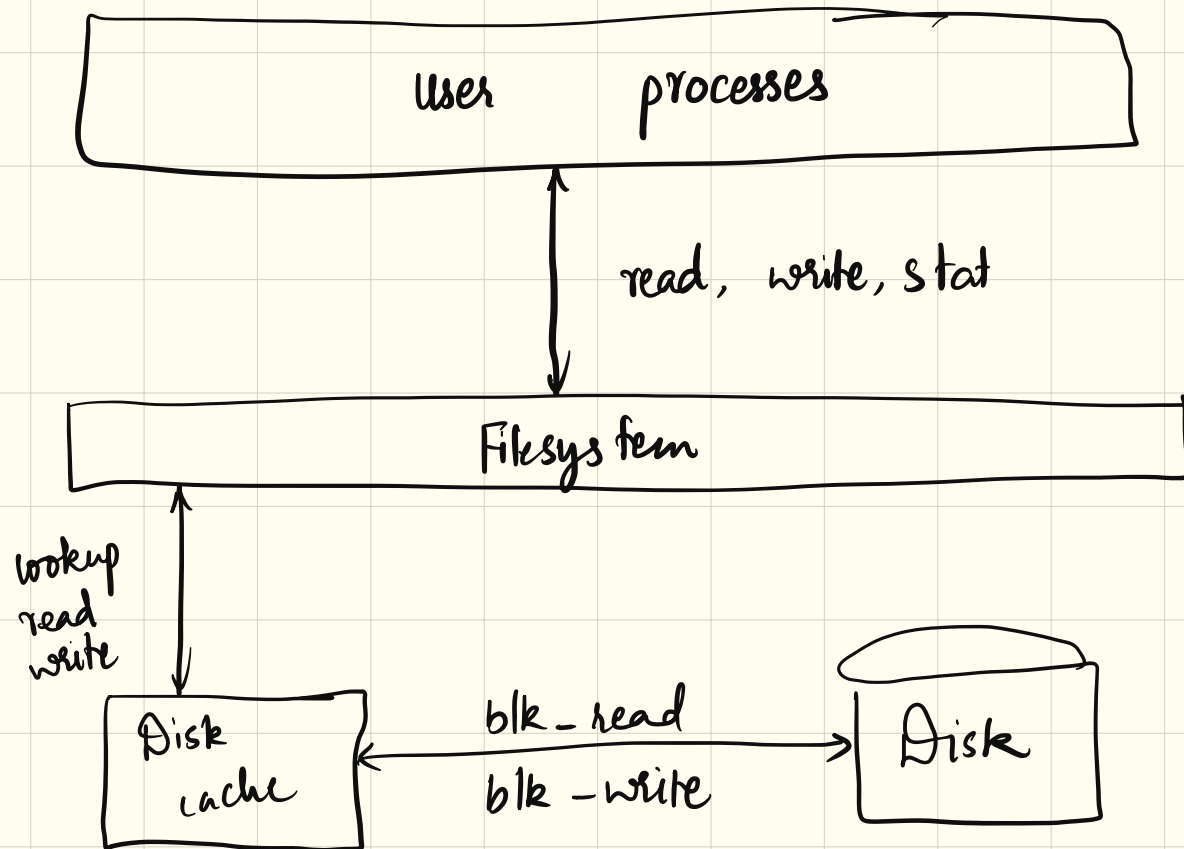 User processes
read, write, stat
Filesystem
lookup
read
write
Disk
cache
blk_read
blk_write
Disk